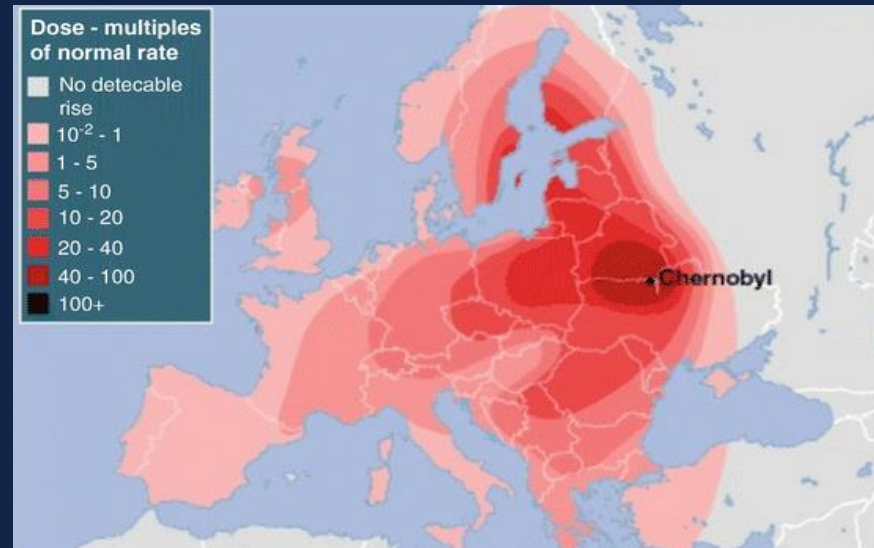 Dose - multiples
of normal rate
No detecable
rise
10⁻² - 1
1 - 5
5 - 10
10 - 20
20 - 40
40 - 100
100+
Chernobyl